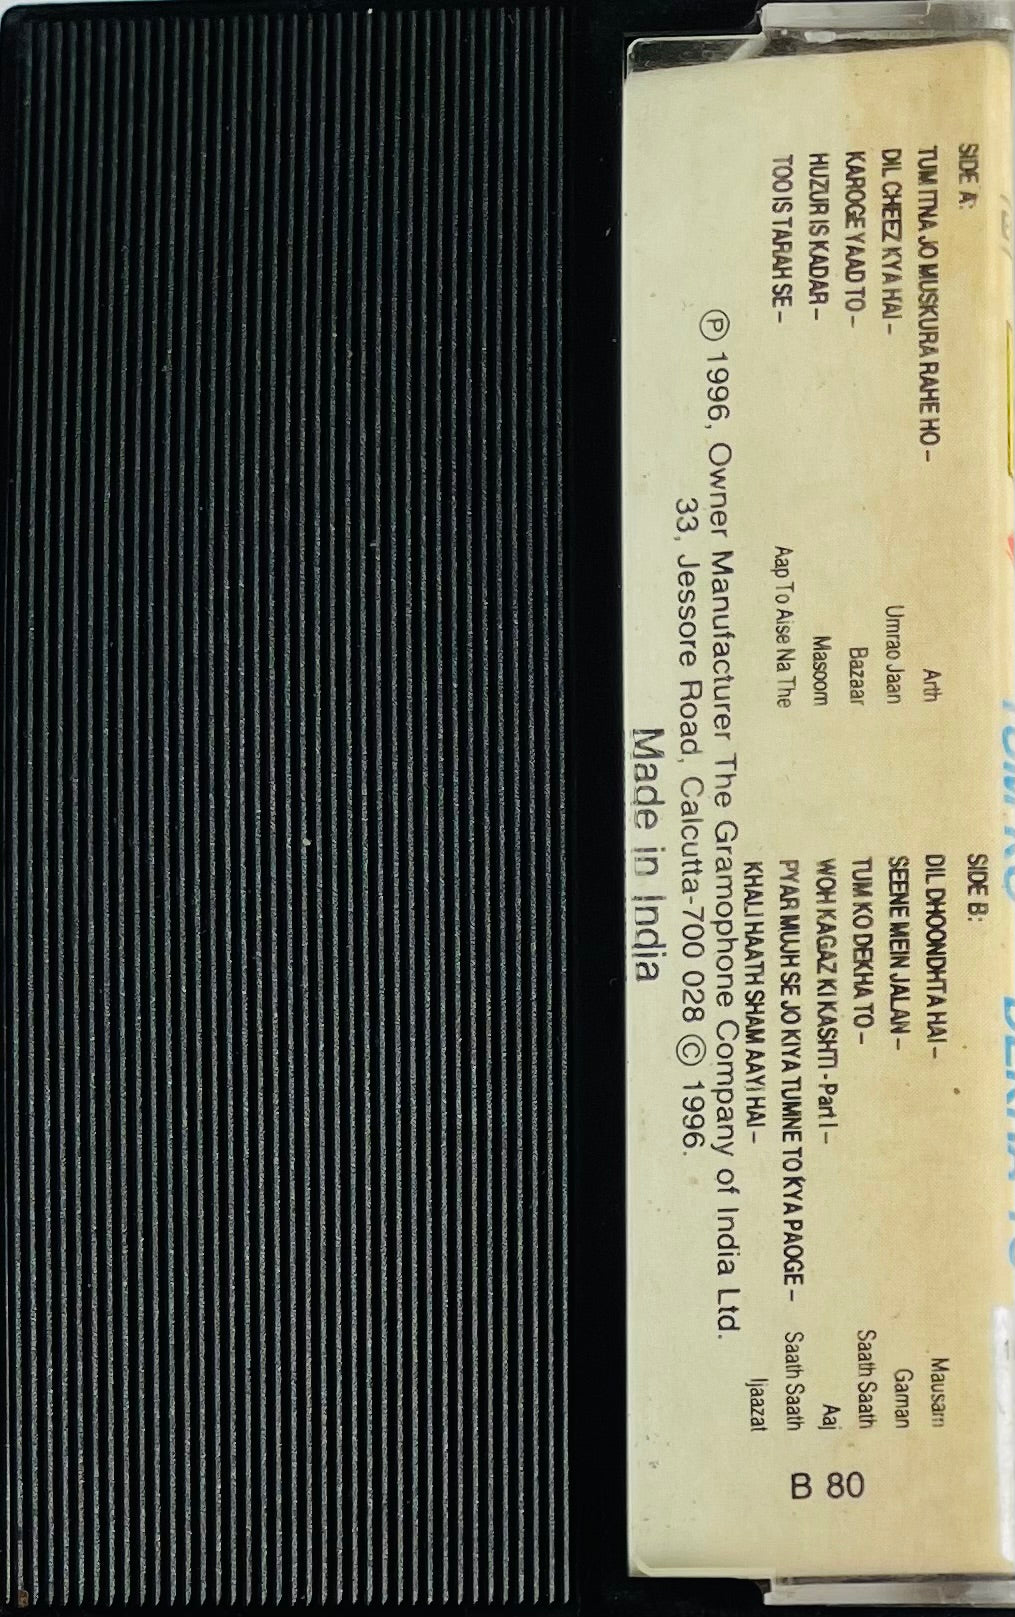 SIDE A:
TUM ITNA JO MUSKURA RAHE HO – Arth
DIL CHEEZ KYA HAI – Umrao Jaan
KAROGE YAAD TO – Bazaar
HUZUR IS KADAR – Masoom
TOO IS TARAH SE – Aap To Aise Na The
SIDE B:
DIL DHOONDHTA HAI – Mausam
SEENE MEIN JALAN – Gaman
TUM KO DEKHA TO – Saath Saath
WOH KAGAZ KI KASHTI - Part I – Aaj
PYAR MUJH SE JO KIYA TUMNE TO KYA PAOGE – Saath Saath
KHALI HAATH SHAM AAYI HAI – Ijaazat
80
B
Ⓟ 1996, Owner Manufacturer The Gramophone Company of India Ltd.
33, Jessore Road, Calcutta-700 028 © 1996.
Made in India